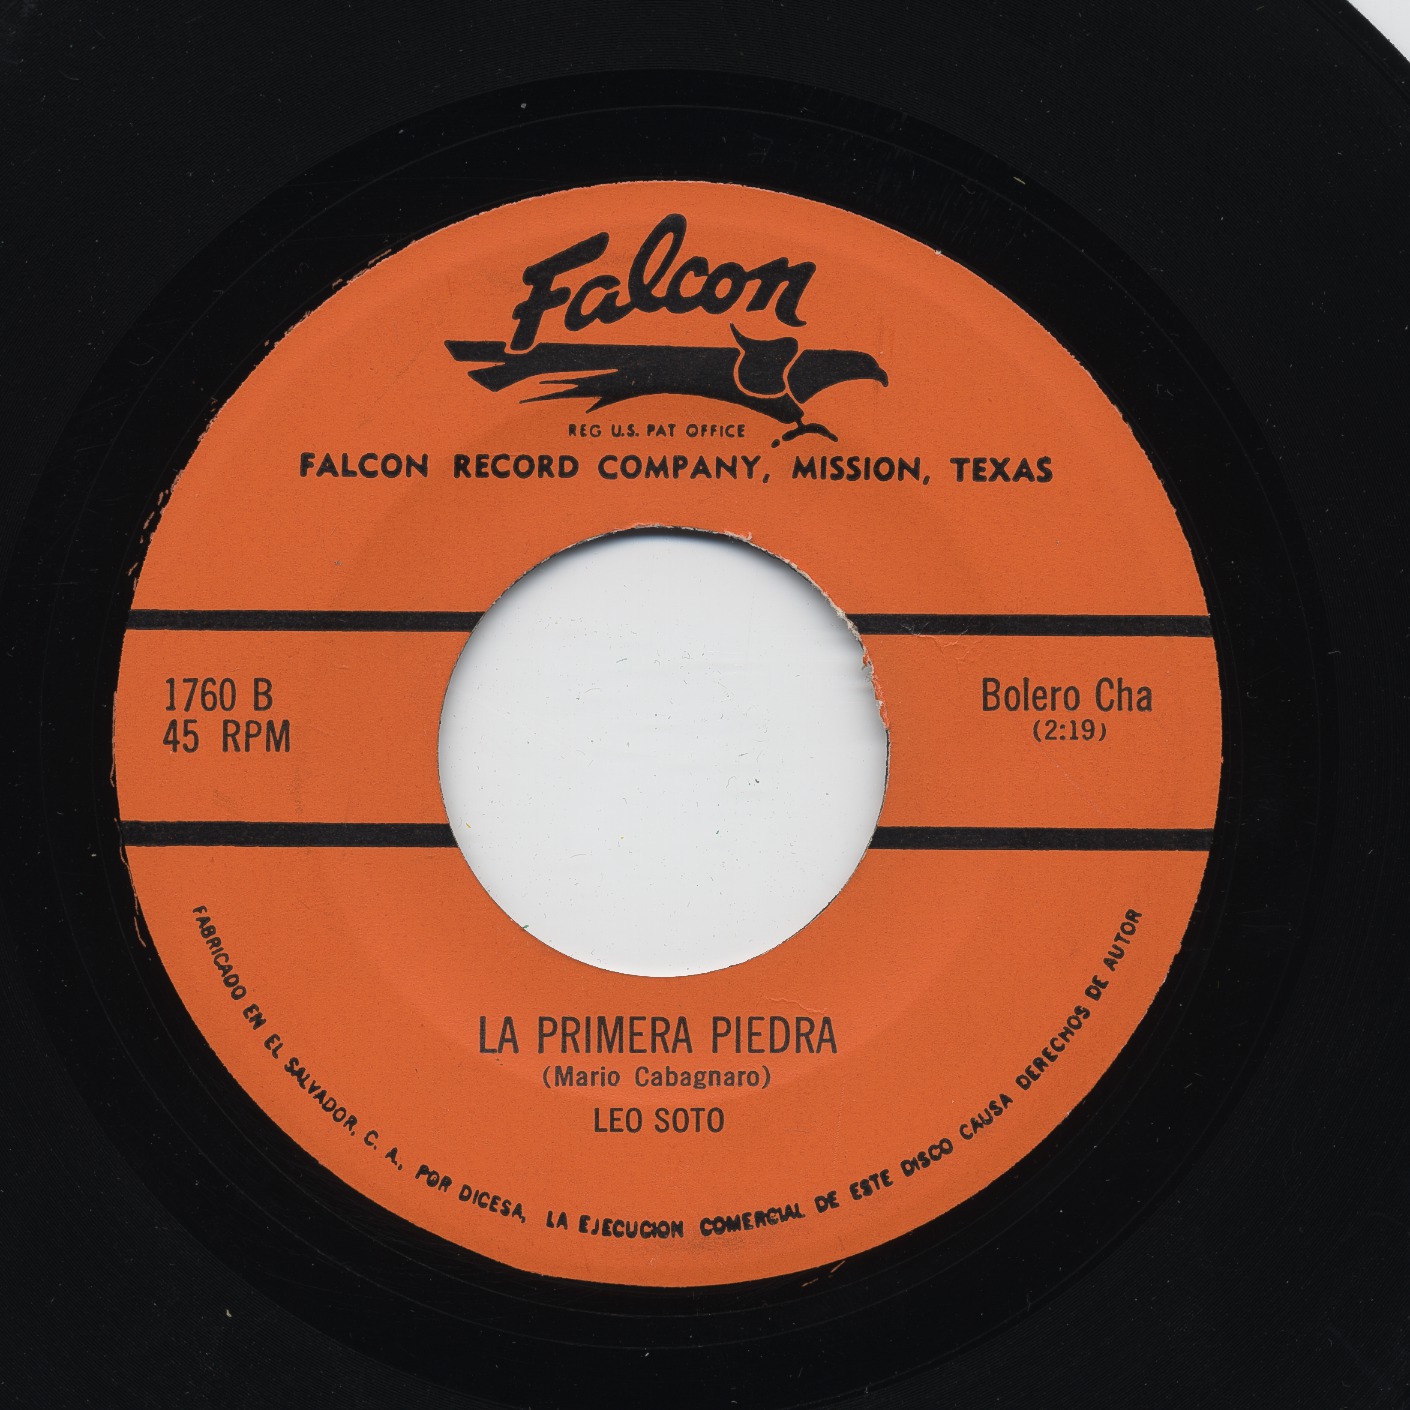 Falcon
REG U.S. PAT OFFICE
FALCON RECORD COMPANY, MISSION, TEXAS
1760 B
45 RPM
Bolero Cha
(2:19)
LA PRIMERA PIEDRA
(Mario Cabagnaro)
LEO SOTO
FABRICADO EN EL SALVADOR, C. A., POR DICESA, LA EJECUCION COMERCIAL DE ESTE DISCO CAUSA DERECHOS DE AUTOR